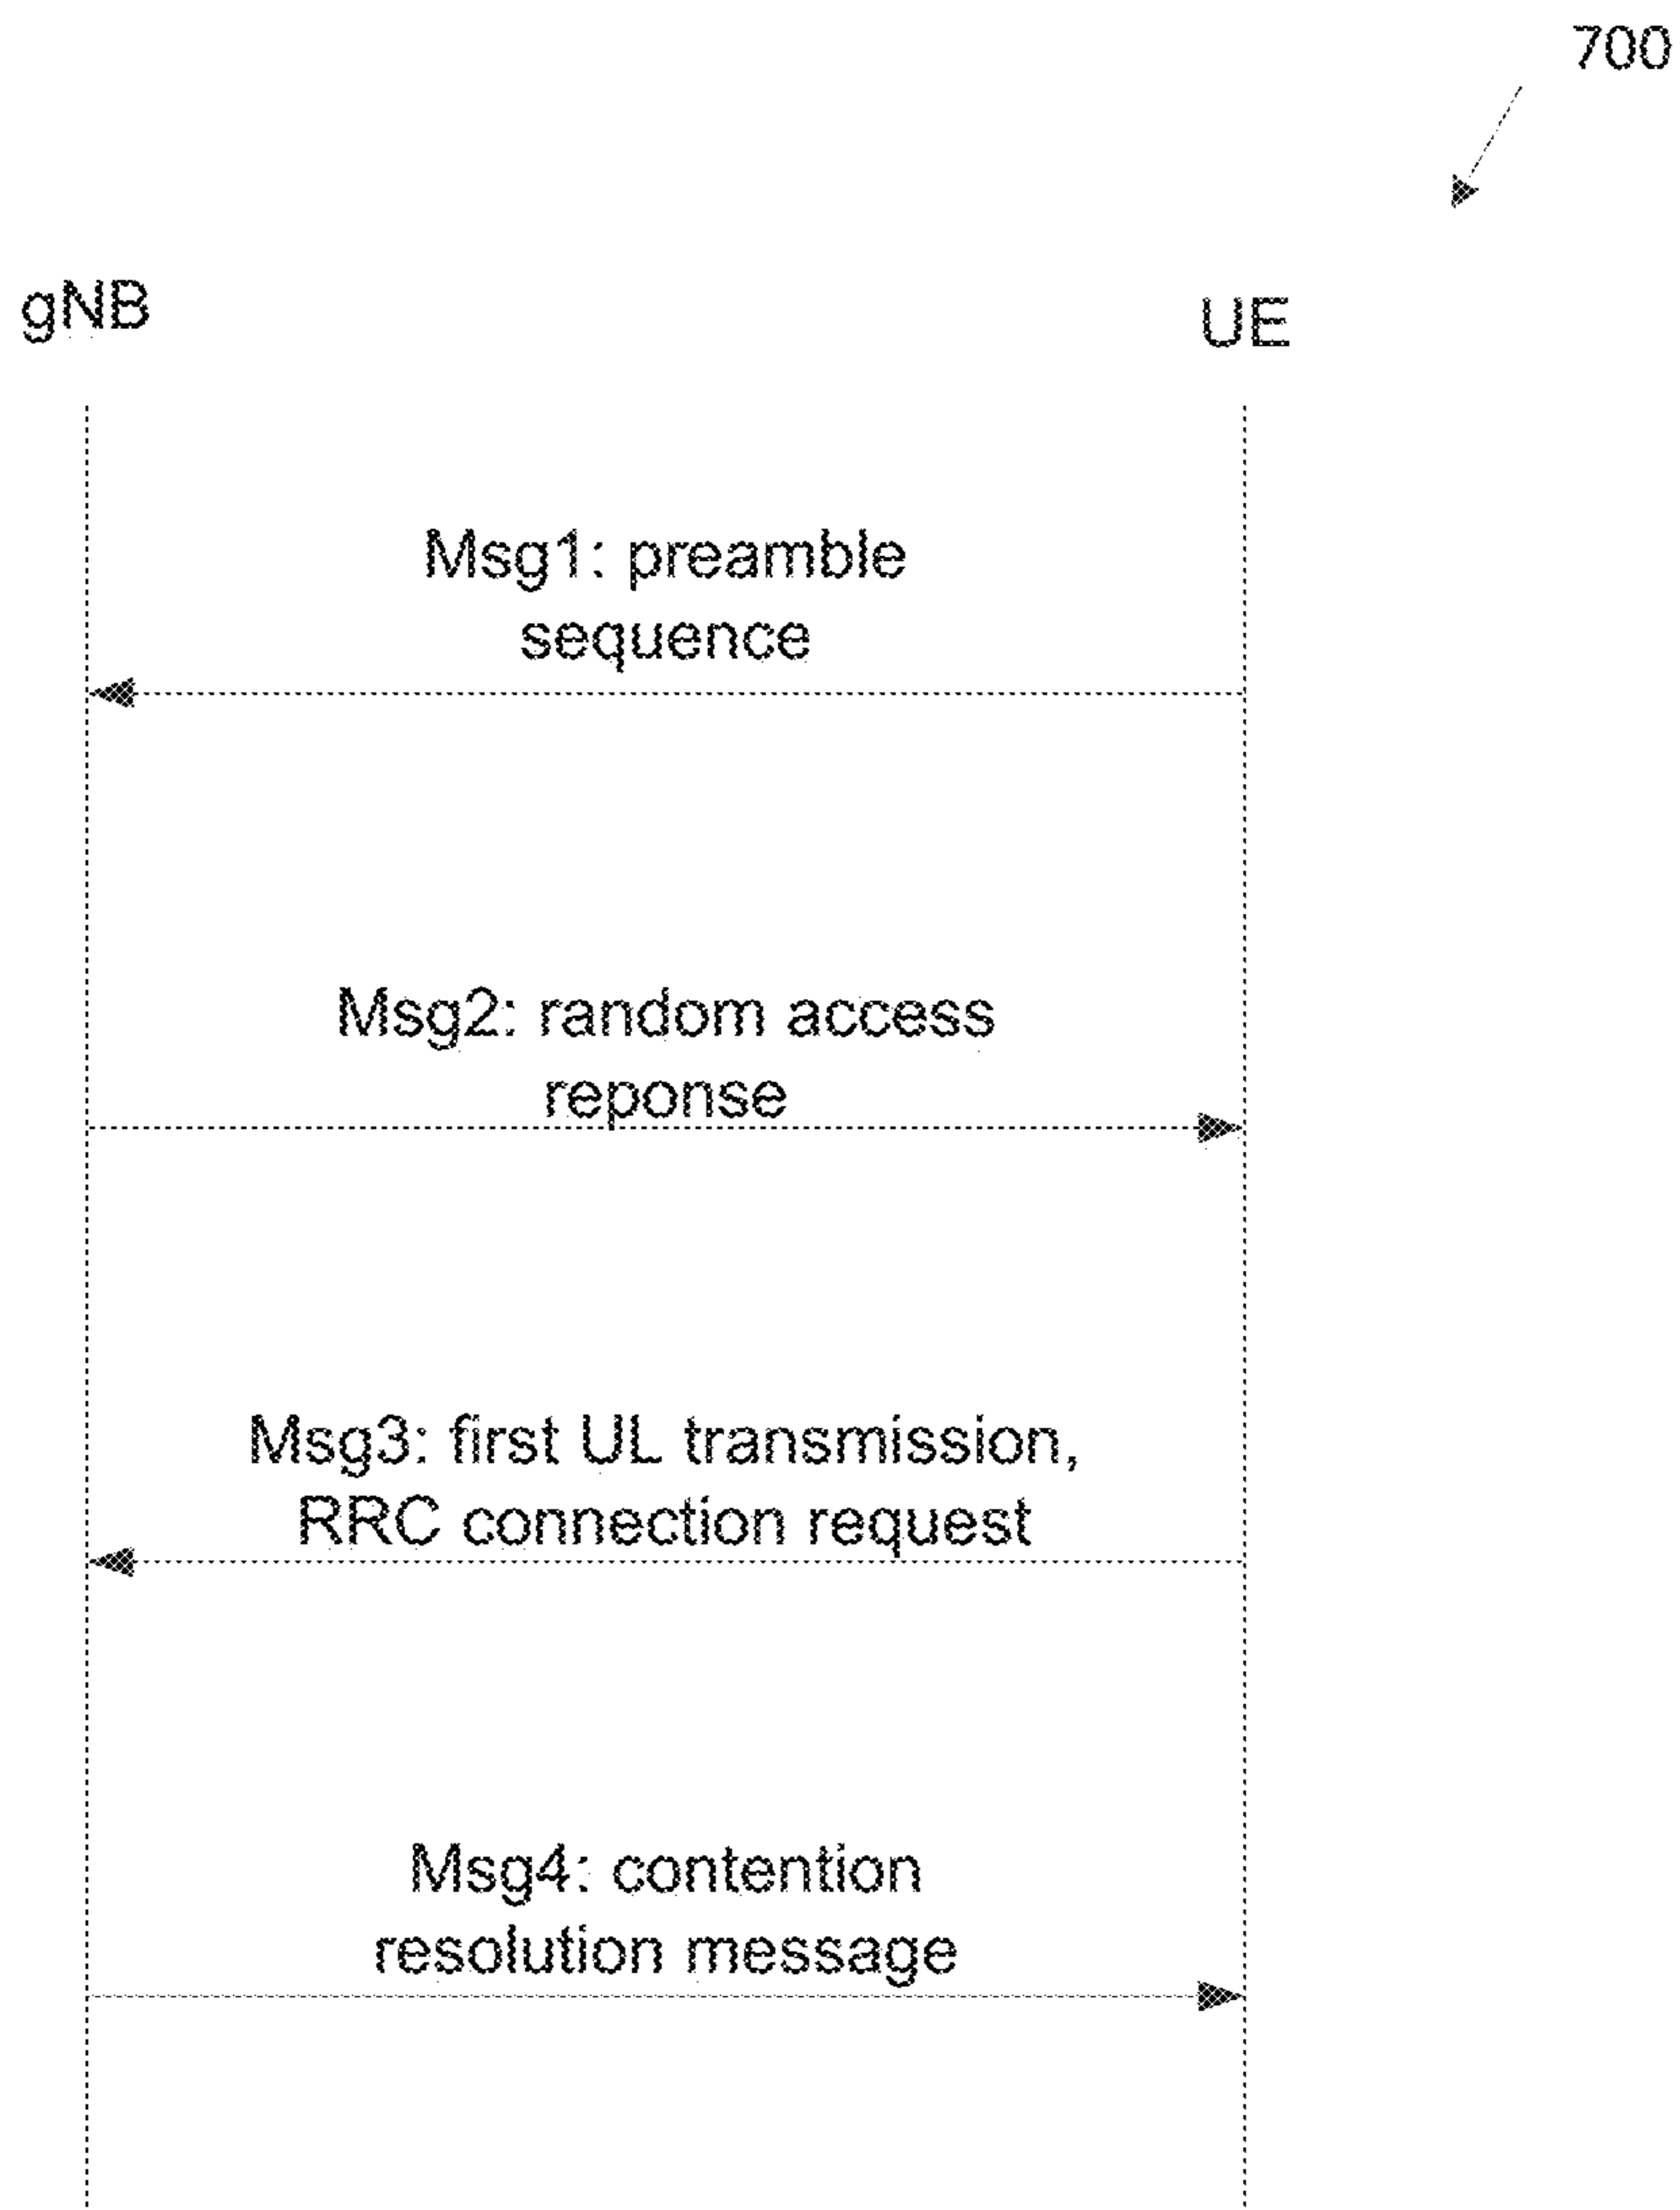 700
gNB
UE
Msg1: preamble
sequence
Msg2: random access
reponse
Msg3: first UL transmission,
RRC connection request
Msg4: contention
resolution message